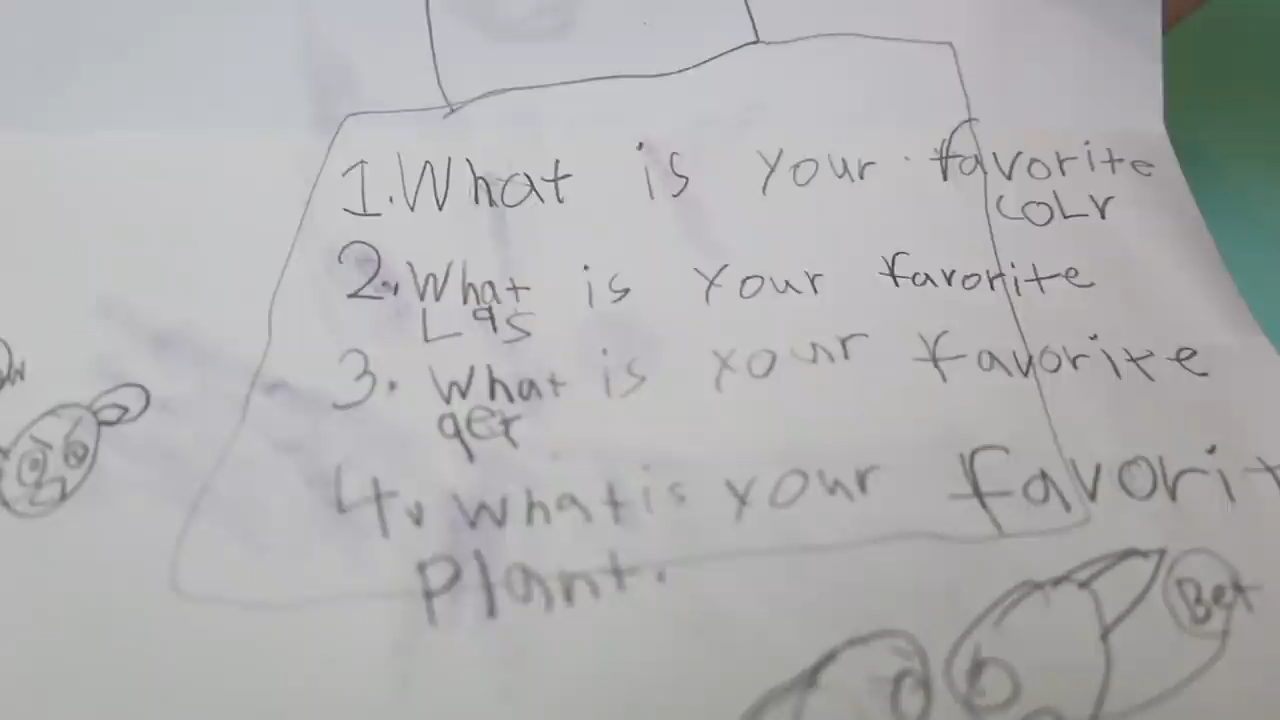 1. What is your favorite
coLr
2. What is your favorite
Las
3. What is your favorite
get
4. What is your favorit
plant.
Bet